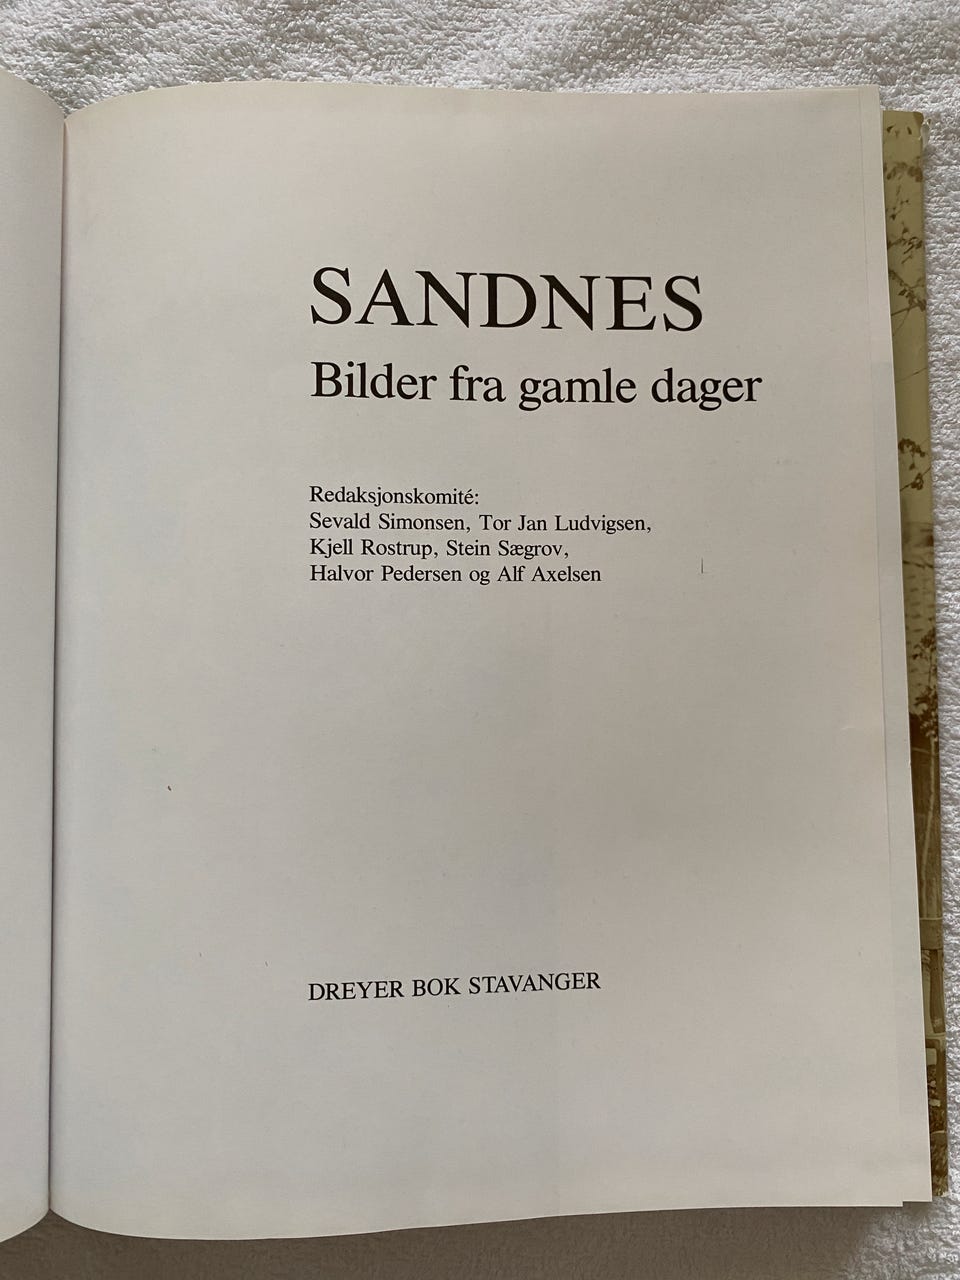 SANDNES
Bilder fra gamle dager
Redaksjonskomité:
Sevald Simonsen, Tor Jan Ludvigsen,
Kjell Rostrup, Stein Sægrov,
Halvor Pedersen og Alf Axelsen
DREYER BOK STAVANGER